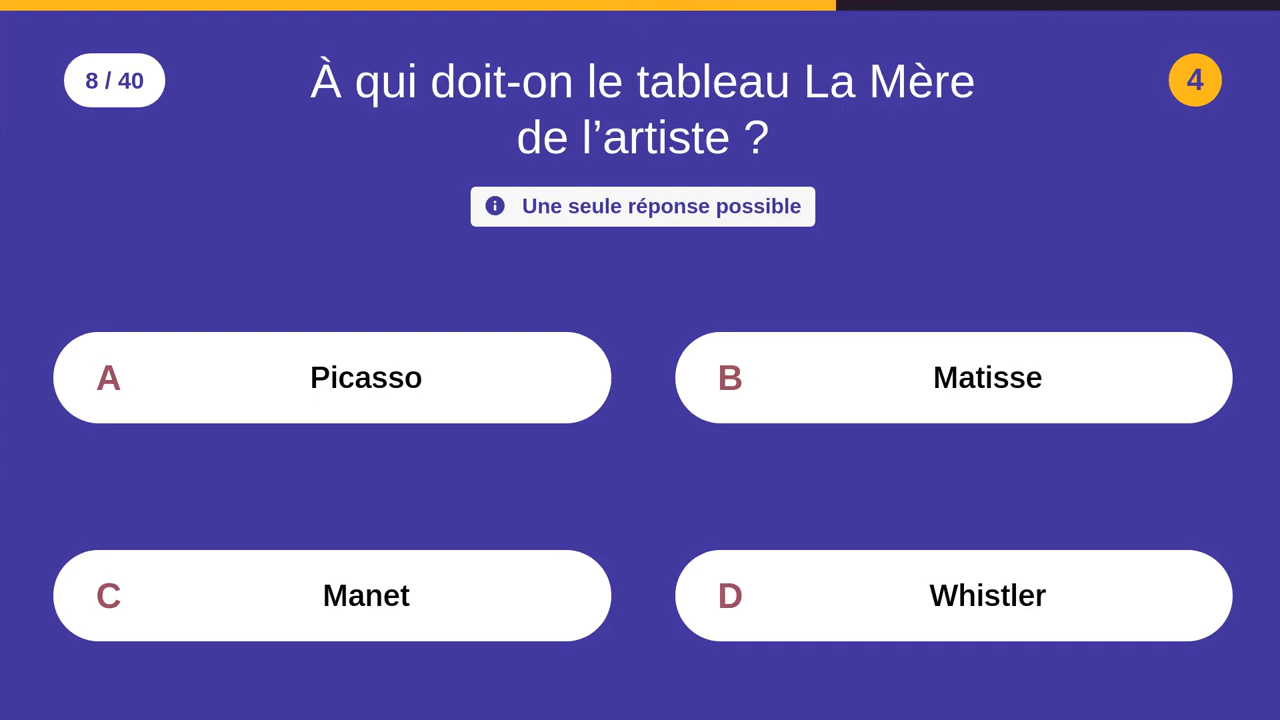 8 / 40
À qui doit-on le tableau La Mère
de l’artiste ?
4
Une seule réponse possible
A Picasso
B Matisse
C Manet
D Whistler